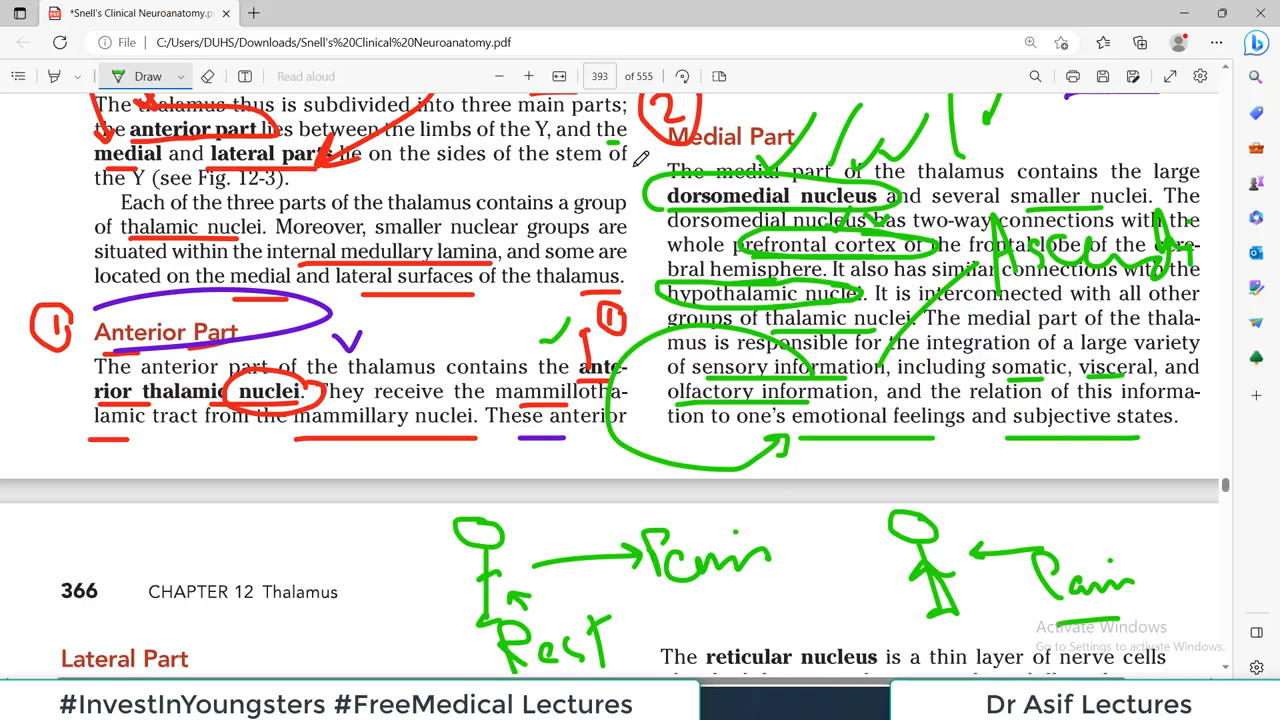 *Snell's Clinical Neuroanatomy.p
File C:/Users/DUHS/Downloads/Snell's%20Clinical%20Neuroanatomy.pdf
Draw
Read aloud
393 of 555
The thalamus thus is subdivided into three main parts;
the anterior part lies between the limbs of the Y, and the
medial and lateral parts lie on the sides of the stem of
the Y (see Fig. 12-3).
Each of the three parts of the thalamus contains a group
of thalamic nuclei. Moreover, smaller nuclear groups are
situated within the internal medullary lamina, and some are
located on the medial and lateral surfaces of the thalamus.
1
Anterior Part
1
The anterior part of the thalamus contains the ante-
rior thalamic nuclei. They receive the mammillotha-
lamic tract from the mammillary nuclei. These anterior
2
Medial Part
The medial part of the thalamus contains the large
dorsomedial nucleus and several smaller nuclei. The
dorsomedial nucleus has two-way connections with the
whole prefrontal cortex of the frontal lobe of the cere-
bral hemisphere. It also has similar connections with the
hypothalamic nuclei. It is interconnected with all other
groups of thalamic nuclei. The medial part of the thala-
mus is responsible for the integration of a large variety
of sensory information, including somatic, visceral, and
olfactory information, and the relation of this informa-
tion to one's emotional feelings and subjective states.
Pain
Pain
Rest
366 CHAPTER 12 Thalamus
Activate Windows
Go to Settings to activate Windows.
Lateral Part
The reticular nucleus is a thin layer of nerve cells
#InvestInYoungsters #FreeMedical Lectures
Dr Asif Lectures